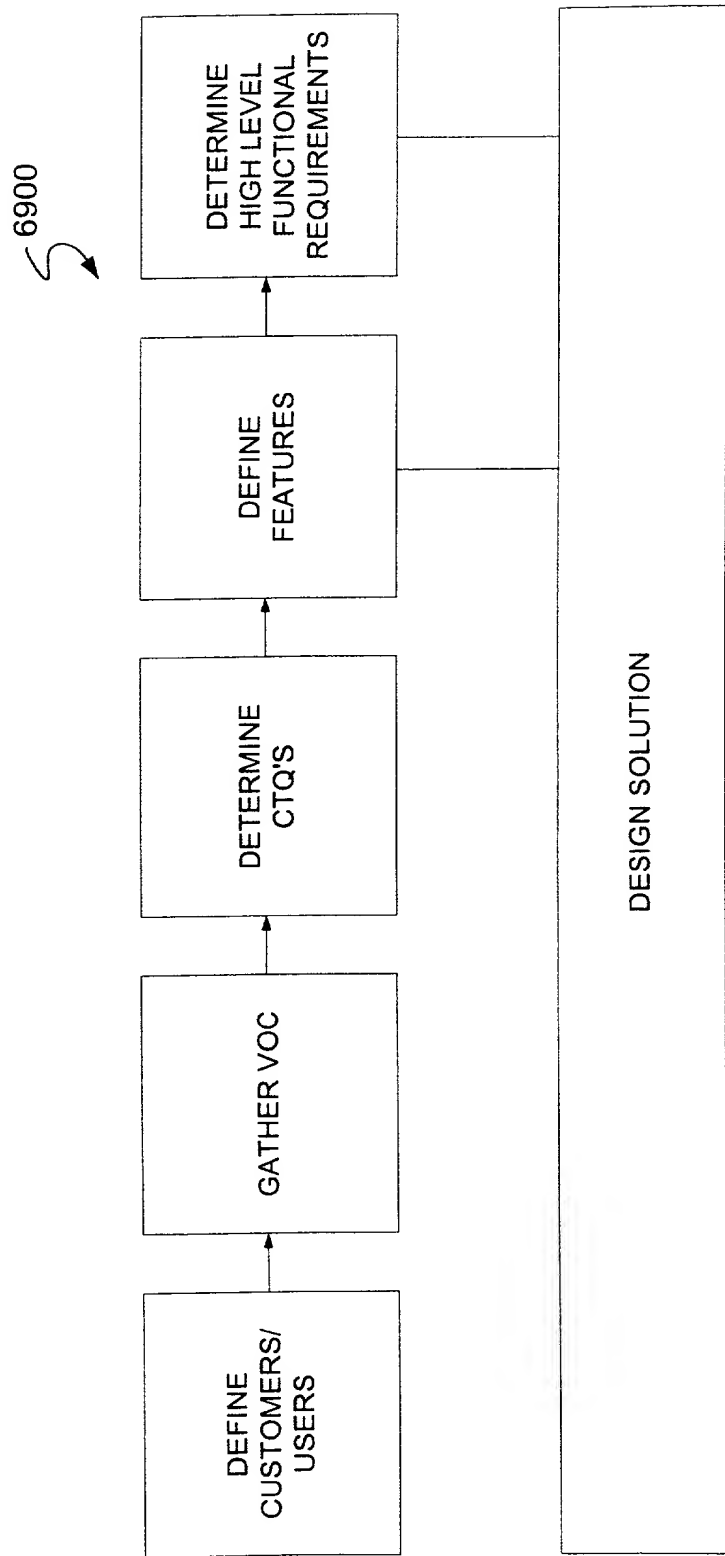 6900
DEFINE
CUSTOMERS/
USERS
GATHER VOC
DETERMINE
CTQ'S
DEFINE
FEATURES
DETERMINE
HIGH LEVEL
FUNCTIONAL
REQUIREMENTS
DESIGN SOLUTION